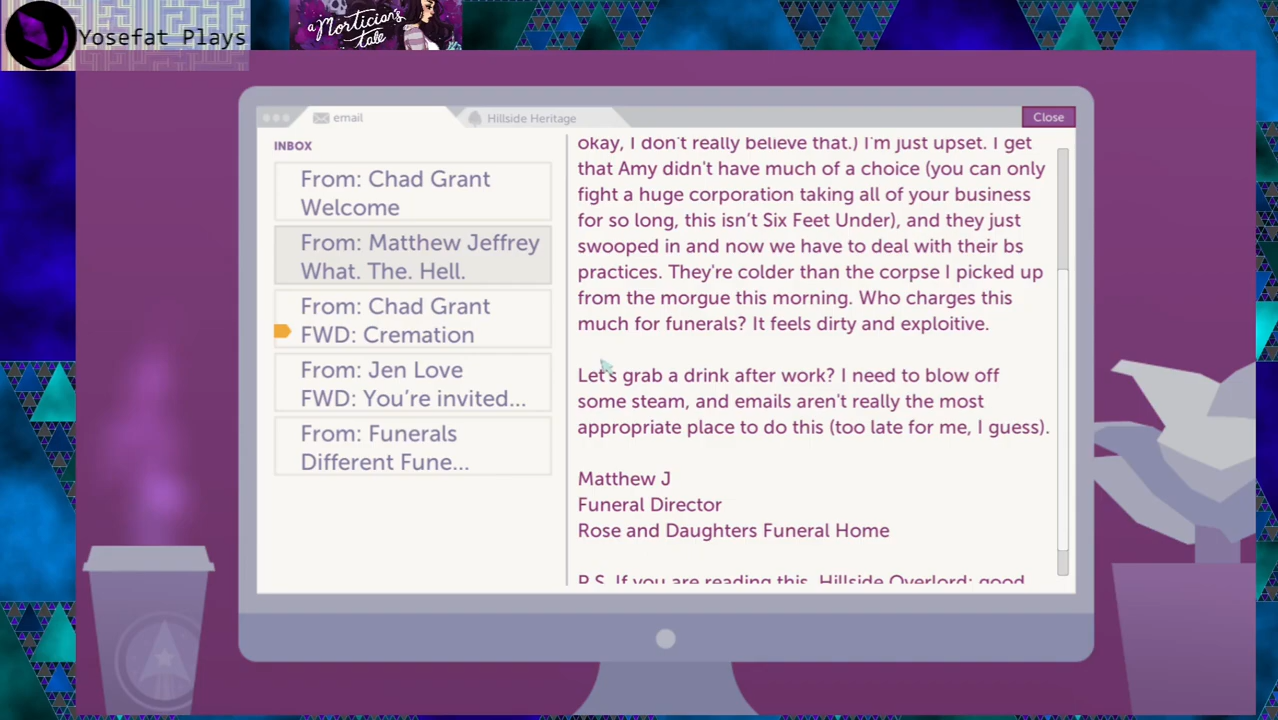 Yosefat Plays
a Mortician's
tale
email
Hillside Heritage
Close
INBOX
From: Chad Grant
Welcome
From: Matthew Jeffrey
What. The. Hell.
From: Chad Grant
FWD: Cremation
From: Jen Love
FWD: You're invited...
From: Funerals
Different Fune...
okay, I don't really believe that.) I'm just upset. I get
that Amy didn't have much of a choice (you can only
fight a huge corporation taking all of your business
for so long, this isn't Six Feet Under), and they just
swooped in and now we have to deal with their bs
practices. They're colder than the corpse I picked up
from the morgue this morning. Who charges this
much for funerals? It feels dirty and exploitive.
Let's grab a drink after work? I need to blow off
some steam, and emails aren't really the most
appropriate place to do this (too late for me, I guess).
Matthew J
Funeral Director
Rose and Daughters Funeral Home
P.S. If you are reading this, Hillside Overlord: good